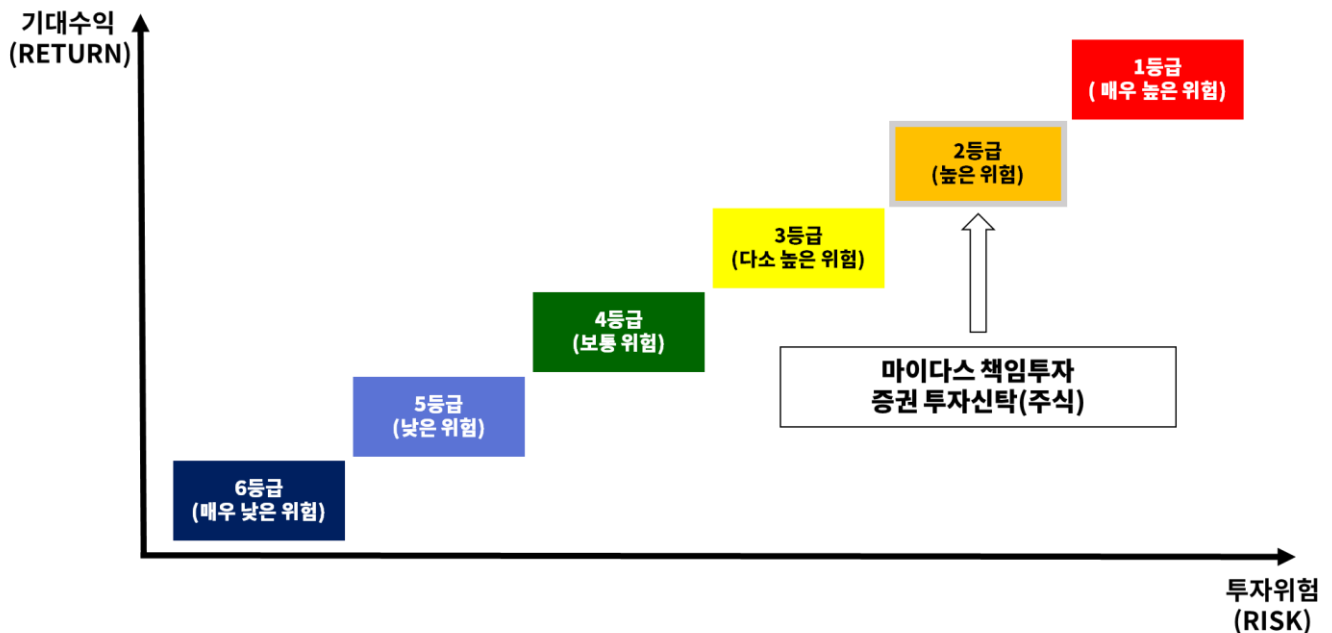 기대수익
(RETURN)
1등급
( 매우 높은 위험)
2등급
(높은 위험)
3등급
(다소 높은 위험)
4등급
(보통 위험)
마이다스 책임투자
증권 투자신탁(주식)
5등급
(낮은 위험)
6등급
(매우 낮은 위험)
투자위험
(RISK)